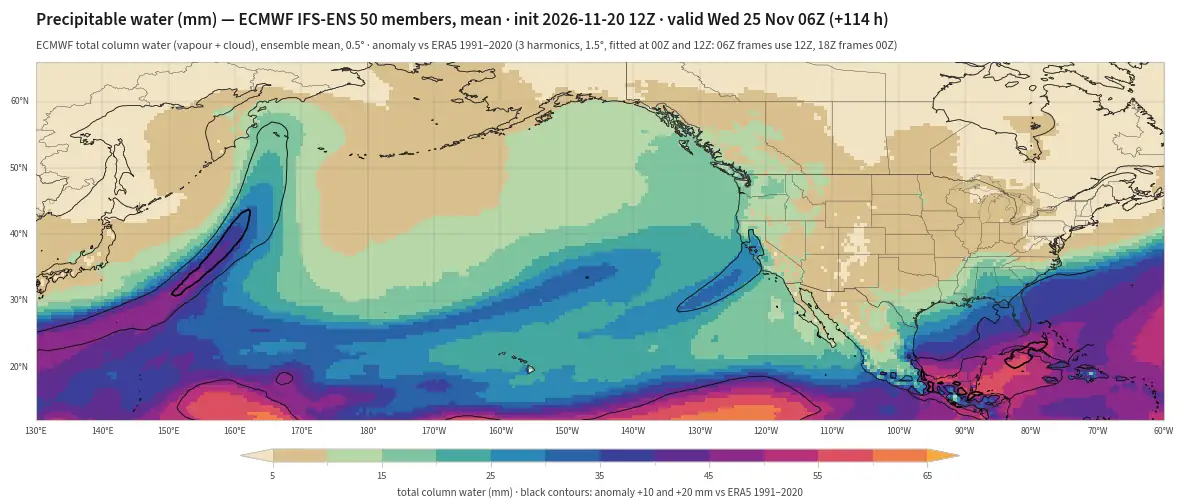 Precipitable water (mm) — ECMWF IFS-ENS 50 members, mean · init 2026-11-20 12Z · valid Wed 25 Nov 06Z (+114 h)
ECMWF total column water (vapour + cloud), ensemble mean, 0.5° · anomaly vs ERA5 1991–2020 (3 harmonics, 1.5°, fitted at 00Z and 12Z: 06Z frames use 12Z, 18Z frames 00Z)
60°N
50°N
40°N
30°N
20°N
130°E 140°E 150°E 160°E 170°E 180° 170°W 160°W 150°W 140°W 130°W 120°W 110°W 100°W 90°W 80°W 70°W 60°W
5 15 25 35 45 55 65
total column water (mm) · black contours: anomaly +10 and +20 mm vs ERA5 1991–2020